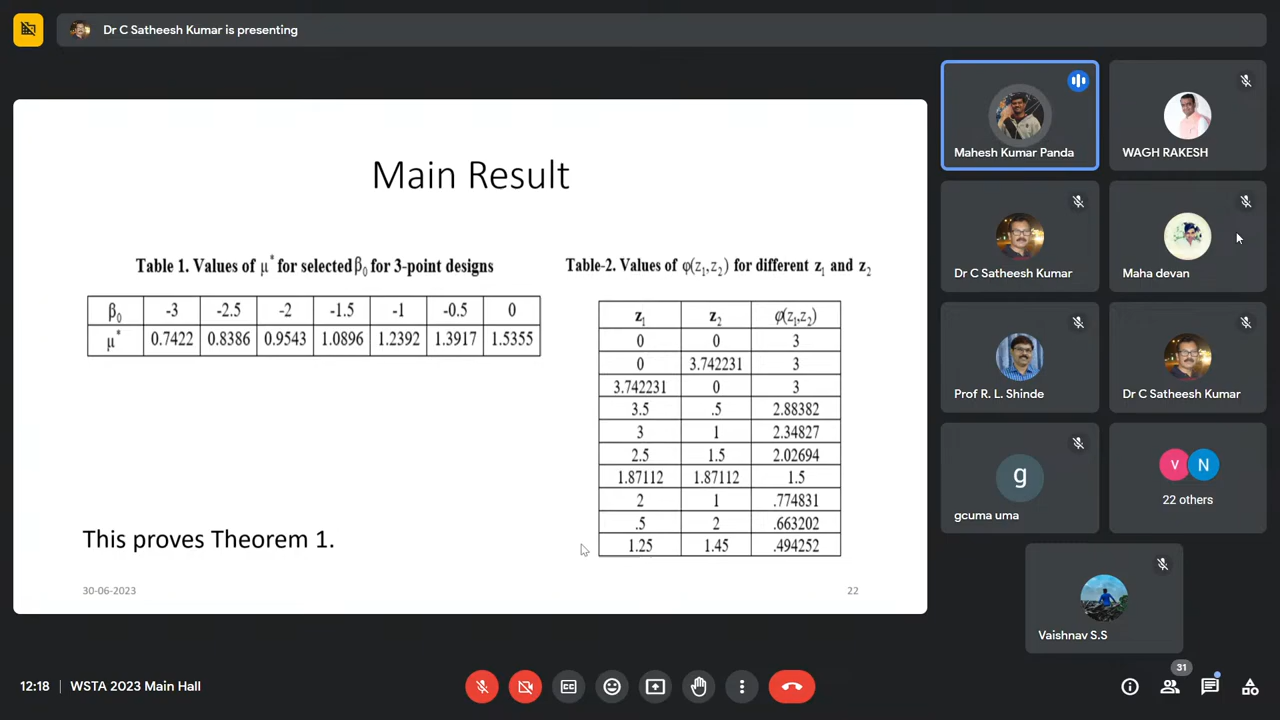 Dr C Satheesh Kumar is presenting
Main Result
Table 1. Values of μ* for selected β₀ for 3-point designs
β₀ -3 -2.5 -2 -1.5 -1 -0.5 0
μ* 0.7422 0.8386 0.9543 1.0896 1.2392 1.3917 1.5355
Table-2. Values of φ(z₁,z₂) for different z₁ and z₂
z₁ z₂ φ(z₁,z₂)
0 0 3
0 3.742231 3
3.742231 0 3
3.5 .5 2.88382
3 1 2.34827
2.5 1.5 2.02694
1.87112 1.87112 1.5
2 1 .774831
.5 2 .663202
1.25 1.45 .494252
This proves Theorem 1.
30-06-2023
22
Mahesh Kumar Panda
WAGH RAKESH
Dr C Satheesh Kumar
Maha devan
Prof R. L. Shinde
Dr C Satheesh Kumar
g
gcuma uma
V N
22 others
Vaishnav S.S
12:18 | WSTA 2023 Main Hall
31